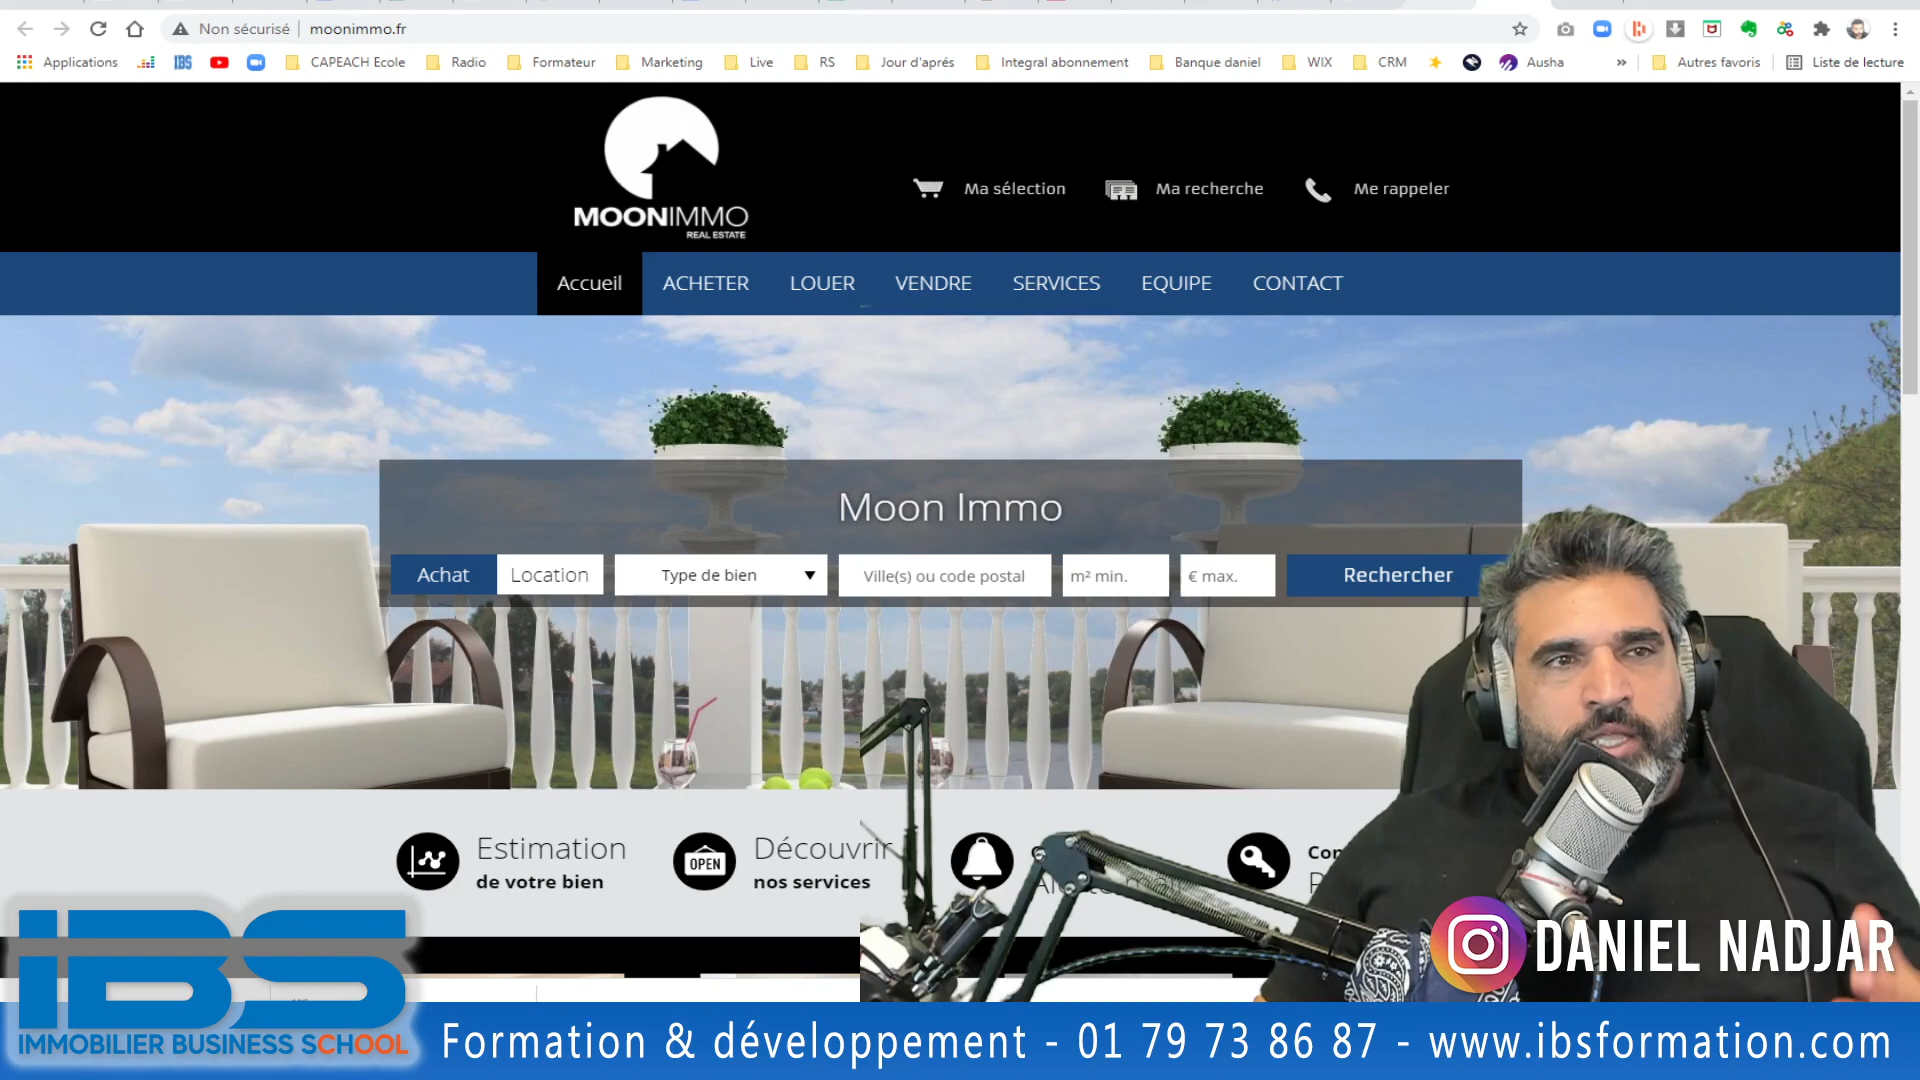 Non sécurisé | moonimmo.fr
Applications IBS CAPEACH Ecole Radio Formateur Marketing Live RS Jour d'aprés Integral abonnement Banque daniel WIX CRM Ausha » Autres favoris Liste de lecture
MOONIMMO
REAL ESTATE
Ma sélection Ma recherche Me rappeler
Accueil ACHETER LOUER VENDRE SERVICES EQUIPE CONTACT
Moon Immo
Achat Location Type de bien Ville(s) ou code postal m² min. € max. Rechercher
Estimation
de votre bien
OPEN
Découvrir
nos services
IBS
IMMOBILIER BUSINESS SCHOOL
DANIEL NADJAR
Formation & développement - 01 79 73 86 87 - www.ibsformation.com